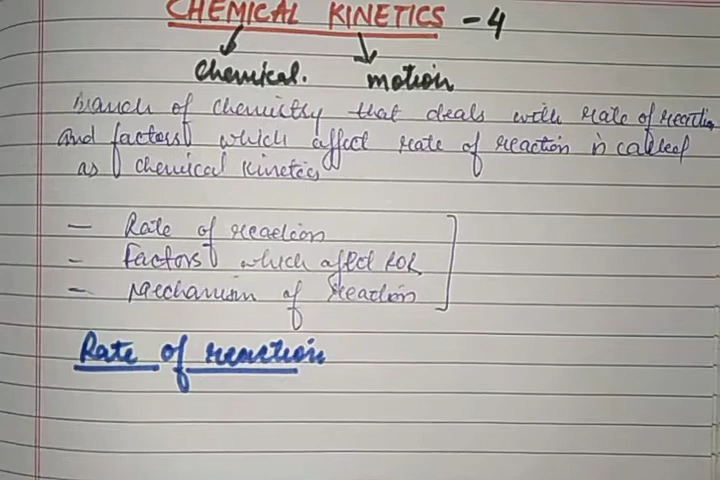 CHEMICAL KINETICS - 4
Chemical. motion
branch of chemistry that deals with rate of reaction
and factors which affect rate of reaction is called
as chemical kinetics
- Rate of reaction
- Factors which affect ROR
- Mechanism of reaction
Rate of reaction